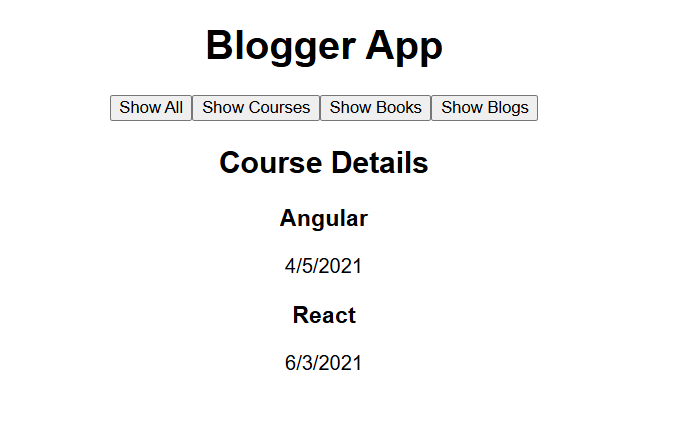 Blogger App
Show All Show Courses Show Books Show Blogs
Course Details
Angular
4/5/2021
React
6/3/2021